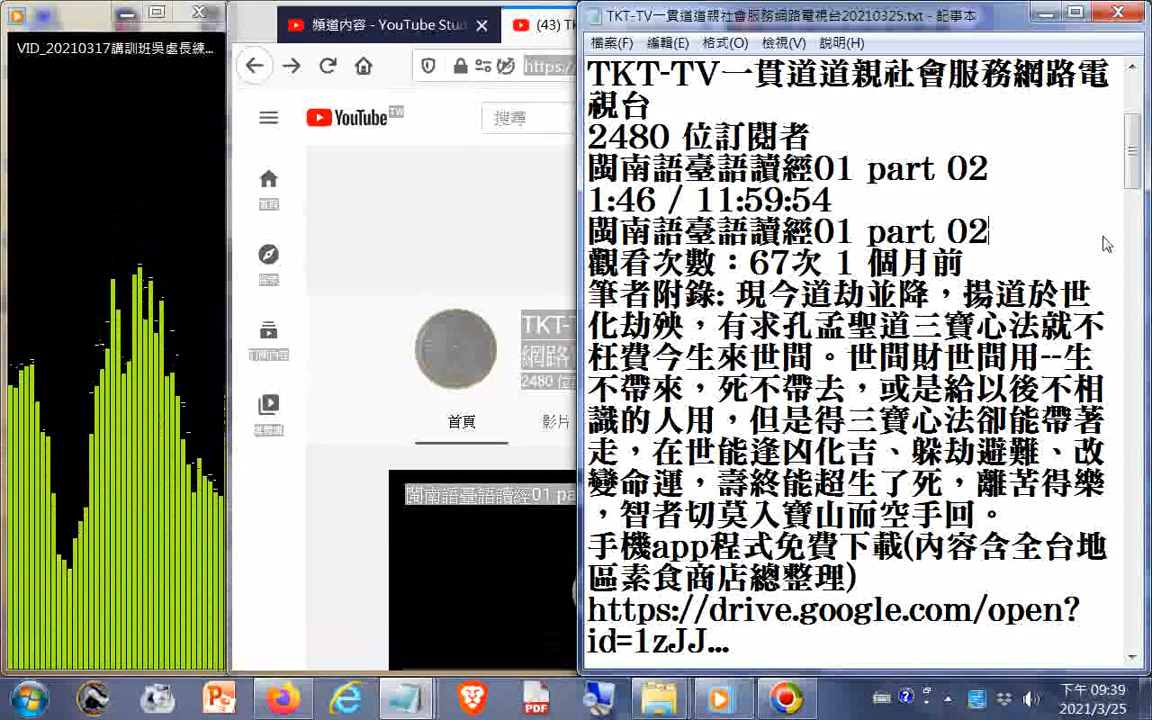 VID_20210317講訓班吳處長練...
頻道內容 - YouTube Stu
(43) T
https:/
YouTube TW
搜尋
首頁
TKT-
網路
2480 位
首頁
影片
閩南語臺語讀經01 pa
TKT-TV一貫道道親社會服務網路電視台20210325.txt - 記事本
檔案(F) 編輯(E) 格式(O) 檢視(V) 說明(H)
TKT-TV一貫道道親社會服務網路電
視台
2480 位訂閱者
閩南語臺語讀經01 part 02
1:46 / 11:59:54
閩南語臺語讀經01 part 02
觀看次數：67次 1 個月前
筆者附錄: 現今道劫並降，揚道於世
化劫殃，有求孔孟聖道三寶心法就不
枉費今生來世間。世間財世間用--生
不帶來，死不帶去，或是給以後不相
識的人用，但是得三寶心法卻能帶著
走，在世能逢凶化吉、躲劫避難、改
變命運，壽終能超生了死，離苦得樂
，智者切莫入寶山而空手回。
手機app程式免費下載(內容含全台地
區素食商店總整理)
https://drive.google.com/open?
id=1zJJ...
PDF
下午 09:39
2021/3/25